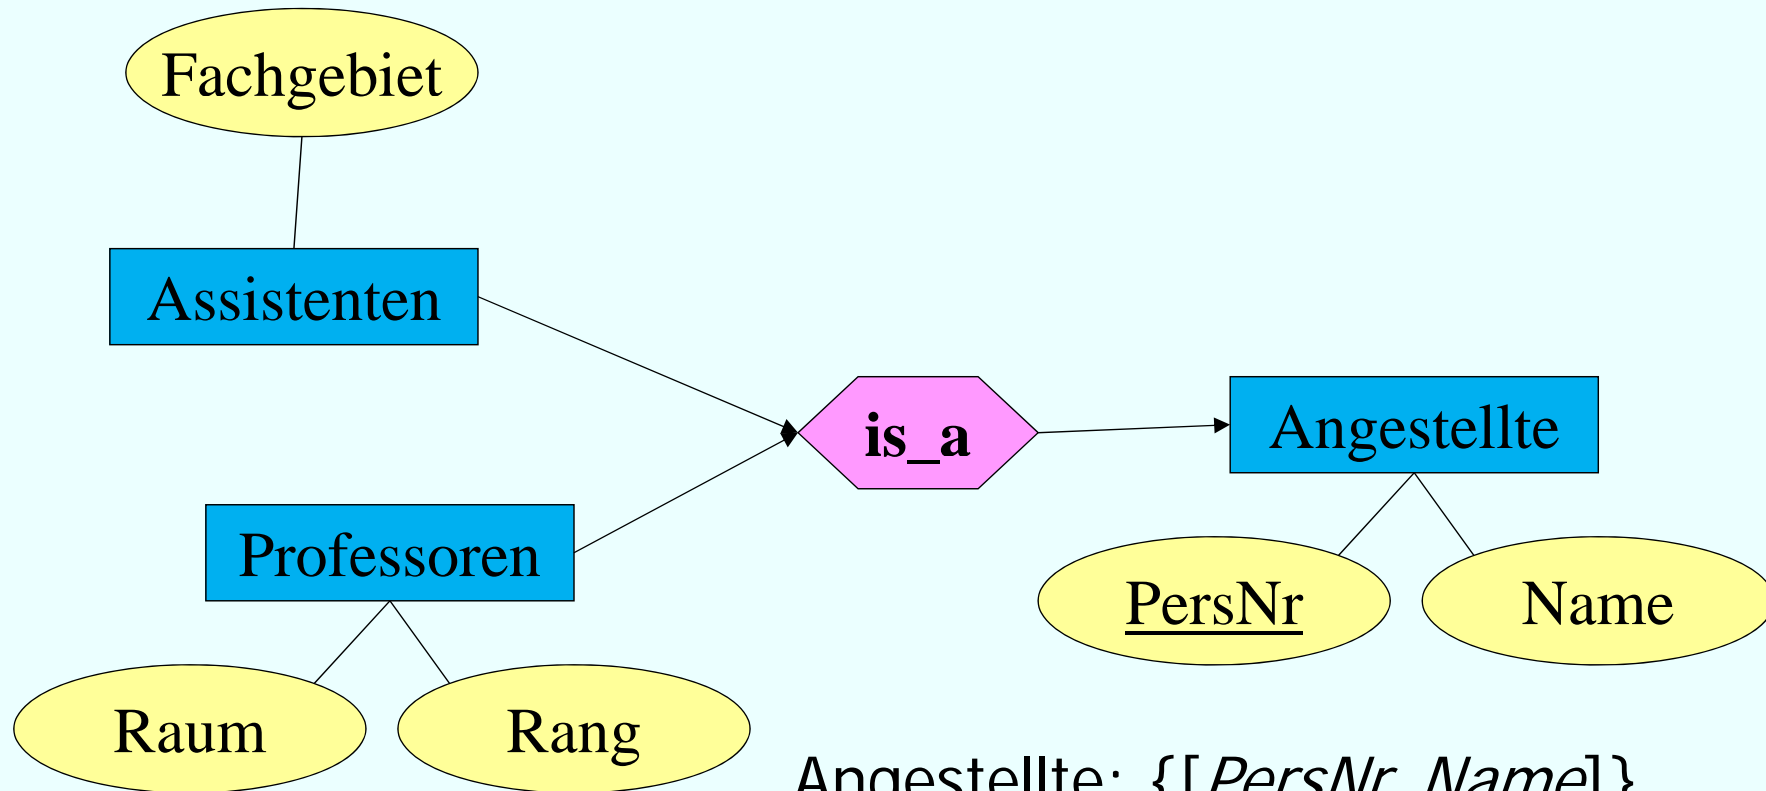 Fachgebiet
Assistenten
is_a
Angestellte
Professoren
PersNr
Name
Raum
Rang
Angestellte: {[PersNr, Name]}